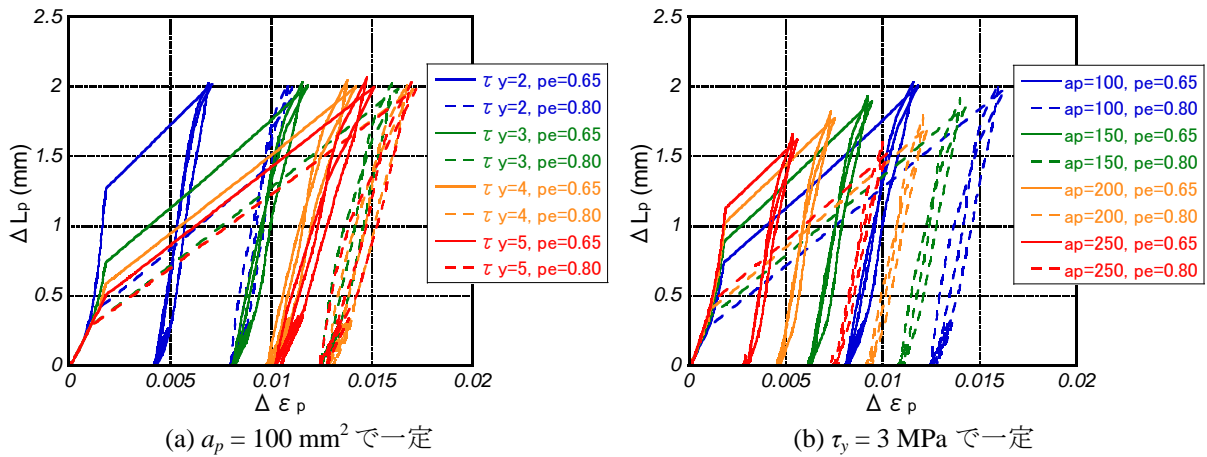 2.5
2
1.5
1
0.5
0
Δ Lp (mm)
0
0.005
0.01
0.015
0.02
Δ ε p
τ y=2, pe=0.65
τ y=2, pe=0.80
τ y=3, pe=0.65
τ y=3, pe=0.80
τ y=4, pe=0.65
τ y=4, pe=0.80
τ y=5, pe=0.65
τ y=5, pe=0.80
(a) ap = 100 mm² で一定
2.5
2
1.5
1
0.5
0
Δ Lp (mm)
0
0.005
0.01
0.015
0.02
Δ ε p
ap=100, pe=0.65
ap=100, pe=0.80
ap=150, pe=0.65
ap=150, pe=0.80
ap=200, pe=0.65
ap=200, pe=0.80
ap=250, pe=0.65
ap=250, pe=0.80
(b) τy = 3 MPa で一定